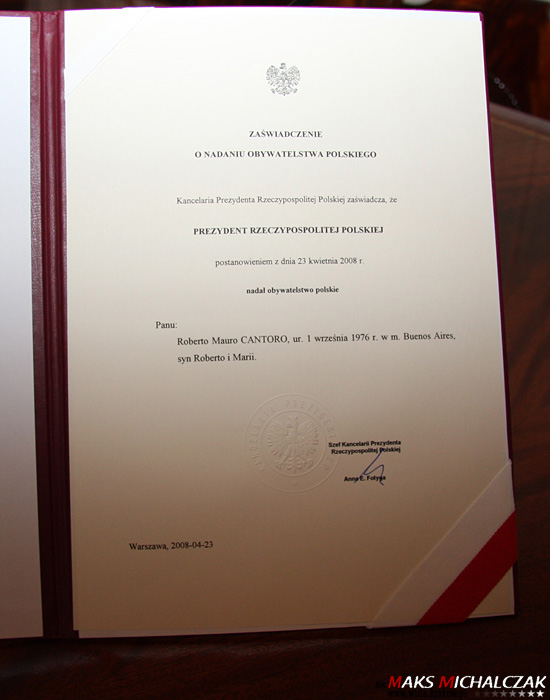 ZAŚWIADCZENIE
O NADANIU OBYWATELSTWA POLSKIEGO
Kancelaria Prezydenta Rzeczypospolitej Polskiej zaświadcza, że
PREZYDENT RZECZYPOSPOLITEJ POLSKIEJ
postanowieniem z dnia 23 kwietnia 2008 r.
nadał obywatelstwo polskie
Panu:
Roberto Mauro CANTORO, ur. 1 września 1976 r. w m. Buenos Aires,
syn Roberto i Marii.
Szef Kancelarii Prezydenta
Rzeczypospolitej Polskiej
Anna E. Fotyga
Warszawa, 2008-04-23
MAKS MICHALCZAK